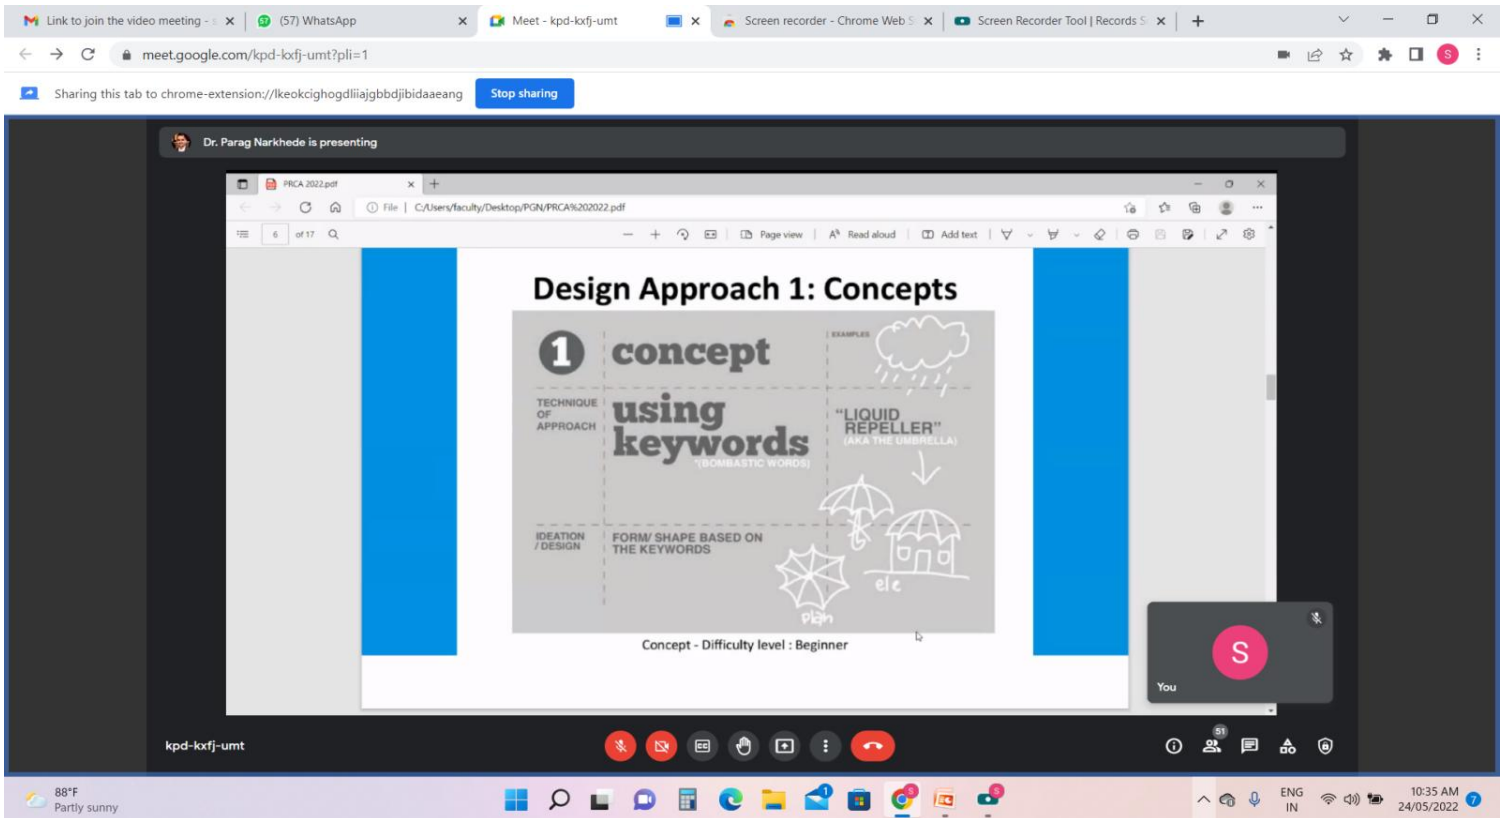 Link to join the video meeting - s
(57) WhatsApp
Meet - kpd-kxfj-umt
Screen recorder - Chrome Web S
Screen Recorder Tool | Records S
meet.google.com/kpd-kxfj-umt?pli=1
S
Sharing this tab to chrome-extension://lkeokcighogdliiajgbbdjibidaaeang
Stop sharing
Dr. Parag Narkhede is presenting
PRCA 2022.pdf
File | C:/Users/faculty/Desktop/PGN/PRCA%202022.pdf
6 of 17
Page view
Read aloud
Add text
Design Approach 1: Concepts
1 concept
EXAMPLES
TECHNIQUE
OF
APPROACH
using
keywords
*(BOMBASTIC WORDS)
"LIQUID
REPELLER"
(AKA THE UMBRELLA)
IDEATION
/ DESIGN
FORM/ SHAPE BASED ON
THE KEYWORDS
ele
plan
Concept - Difficulty level : Beginner
S
You
kpd-kxfj-umt
CC
51
88°F
Partly sunny
1
ENG
IN
10:35 AM
24/05/2022
7